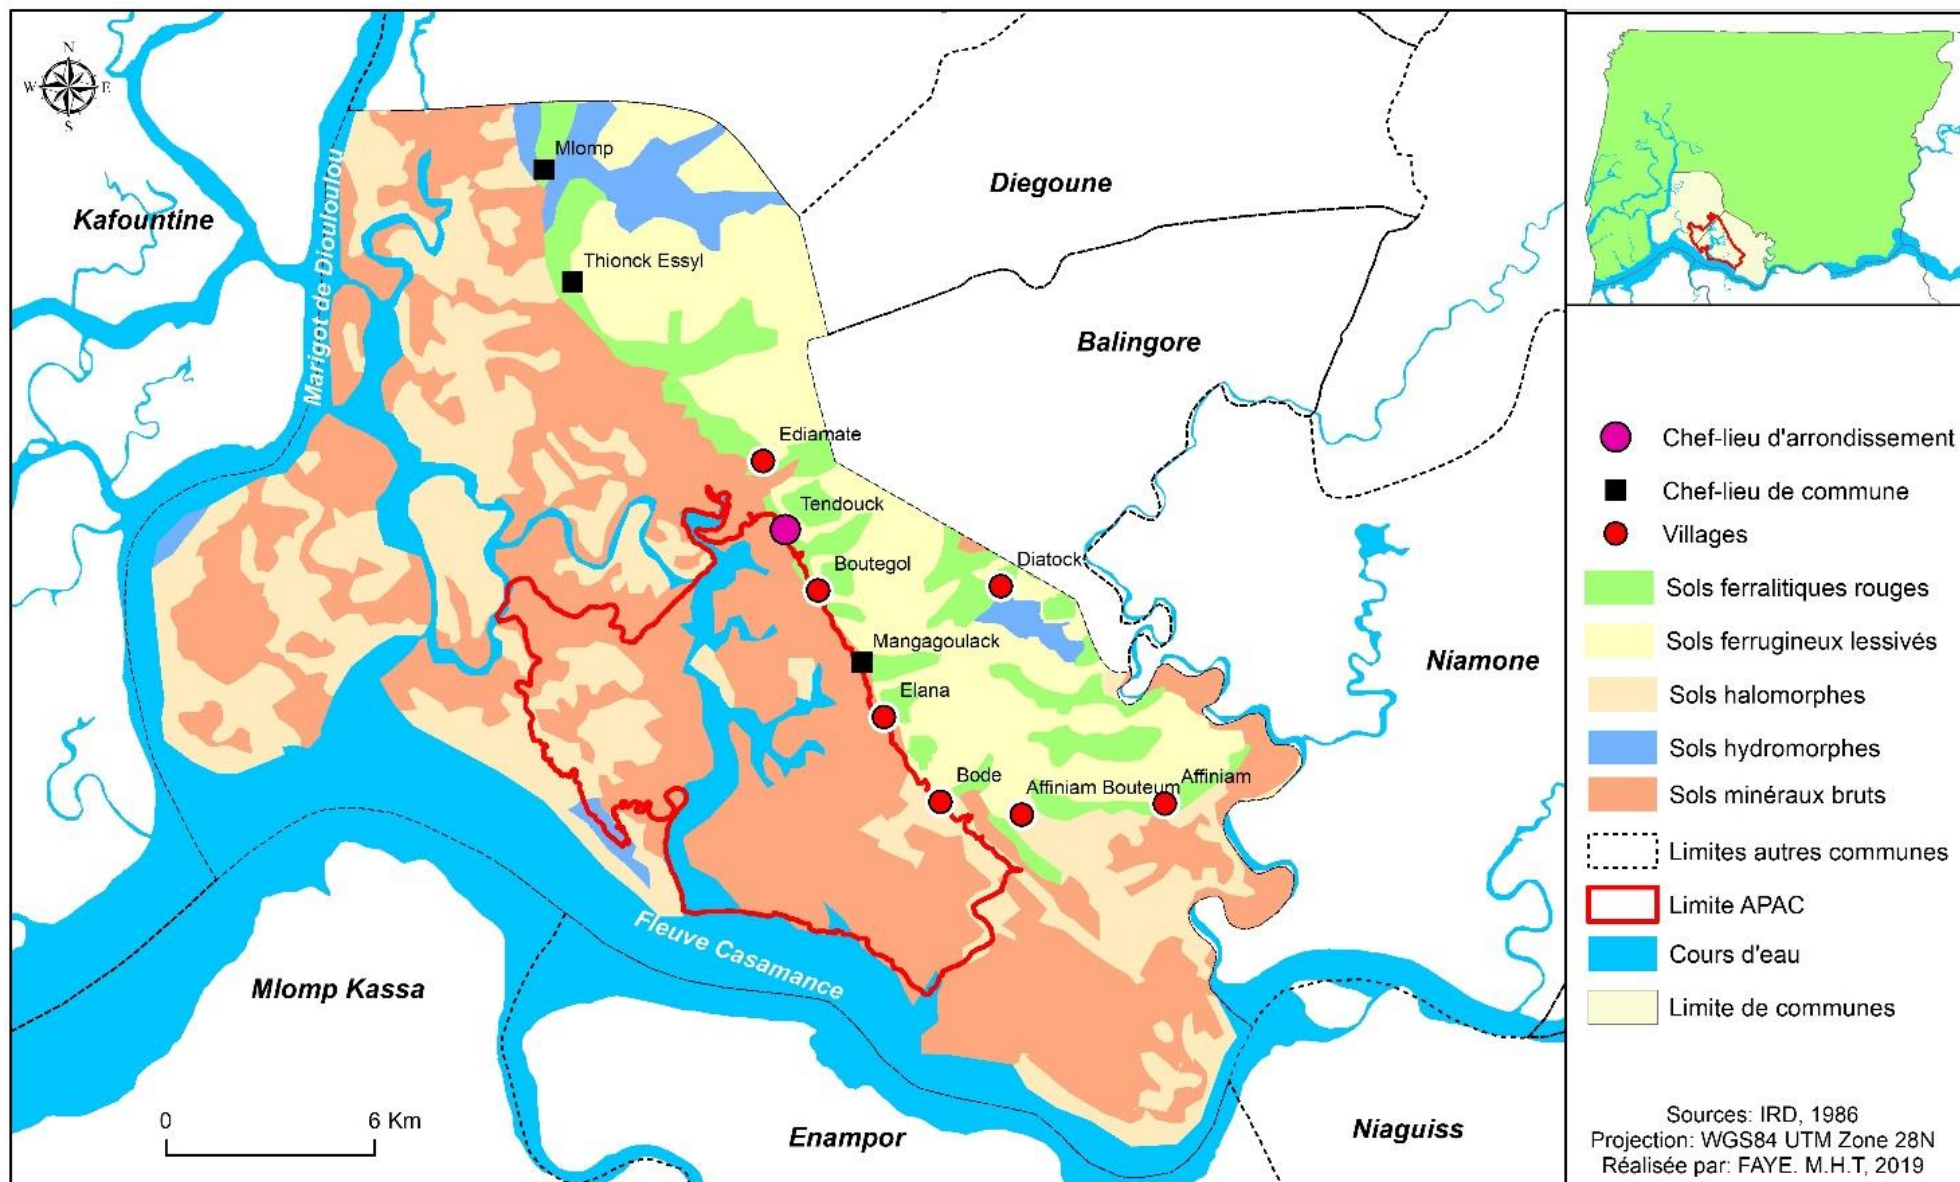 N
W
E
S
Kafountine
Marigot de Diouloulou
Mlomp
Thionck Essyl
Diegoune
Balingore
Ediamate
Tendouck
Boutegol
Diatock
Mangagoulack
Elana
Niamone
Bode
Affiniam Bouteum
Affiniam
Fleuve Casamance
Mlomp Kassa
Enampor
Niaguiss
0
6 Km
Chef-lieu d'arrondissement
Chef-lieu de commune
Villages
Sols ferralitiques rouges
Sols ferrugineux lessivés
Sols halomorphes
Sols hydromorphes
Sols minéraux bruts
Limites autres communes
Limite APAC
Cours d'eau
Limite de communes
Sources: IRD, 1986
Projection: WGS84 UTM Zone 28N
Réalisée par: FAYE. M.H.T, 2019